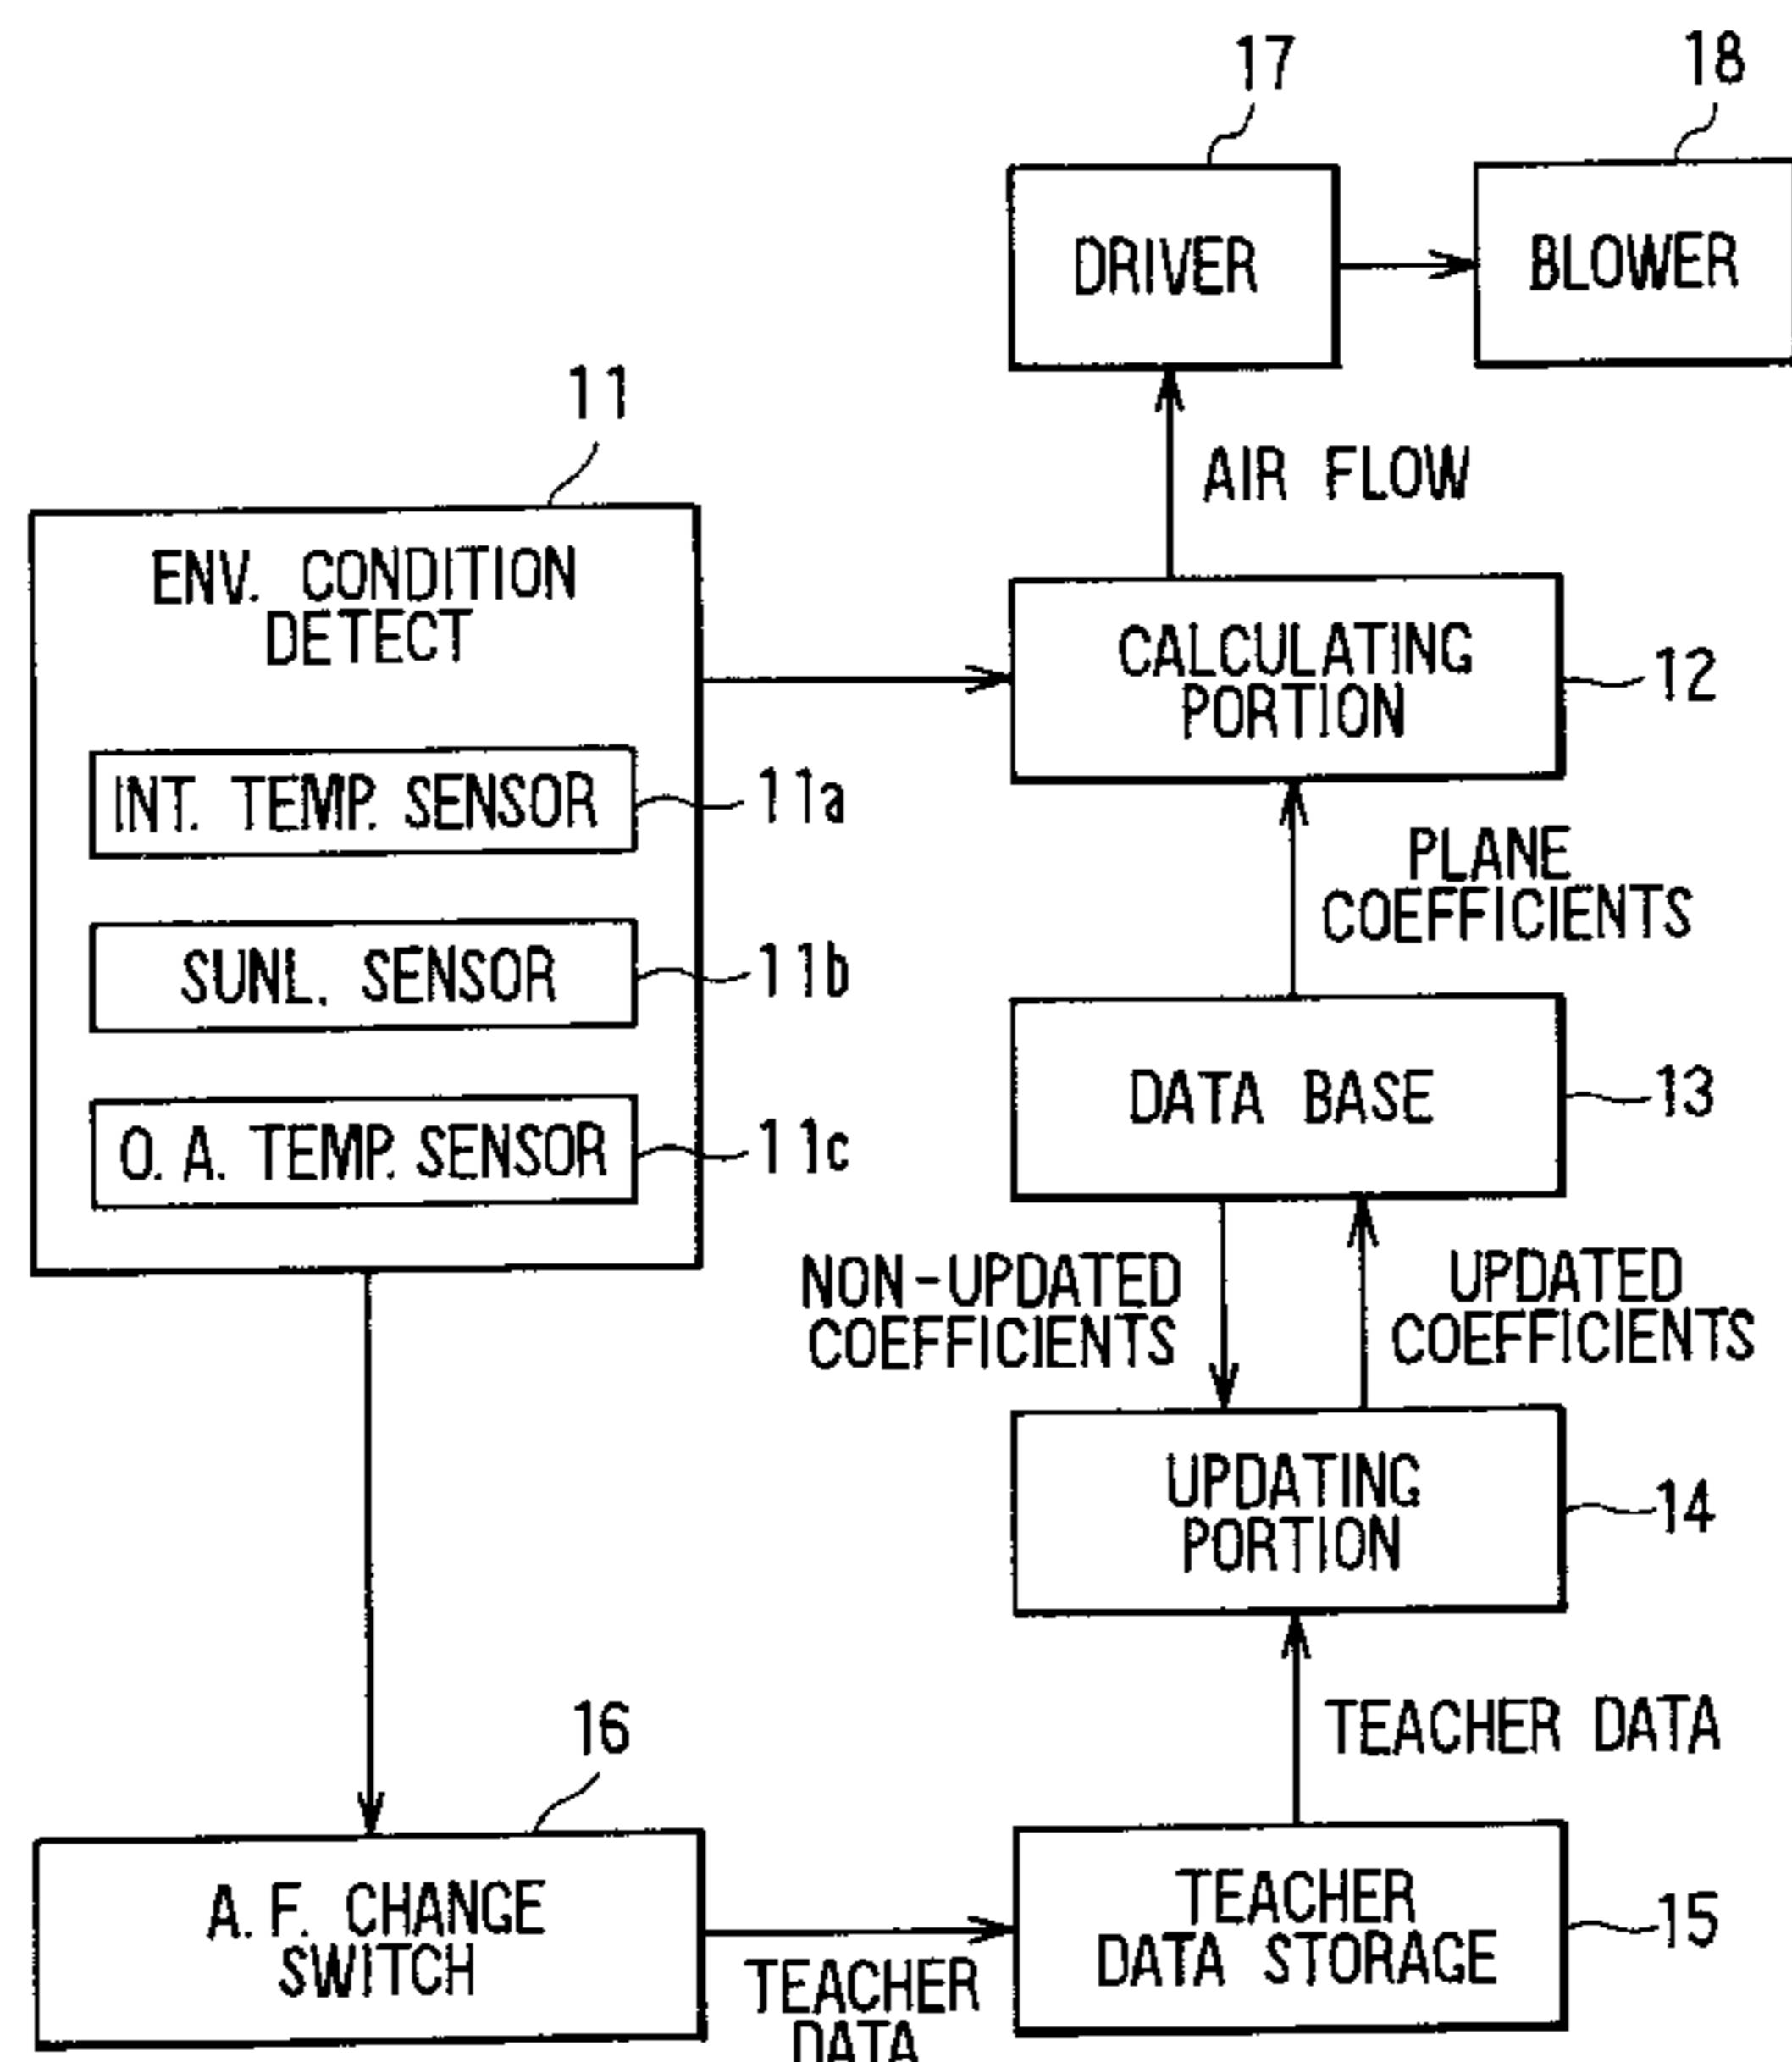 17
18
DRIVER
BLOWER
11
AIR FLOW
ENV. CONDITION
DETECT
CALCULATING
PORTION
12
INT. TEMP. SENSOR
11a
PLANE
COEFFICIENTS
SUNL. SENSOR
11b
DATA BASE
13
O. A. TEMP. SENSOR
11c
NON-UPDATED
COEFFICIENTS
UPDATED
COEFFICIENTS
UPDATING
PORTION
14
16
TEACHER DATA
A. F. CHANGE
SWITCH
TEACHER
DATA STORAGE
15
TEACHER
DATA